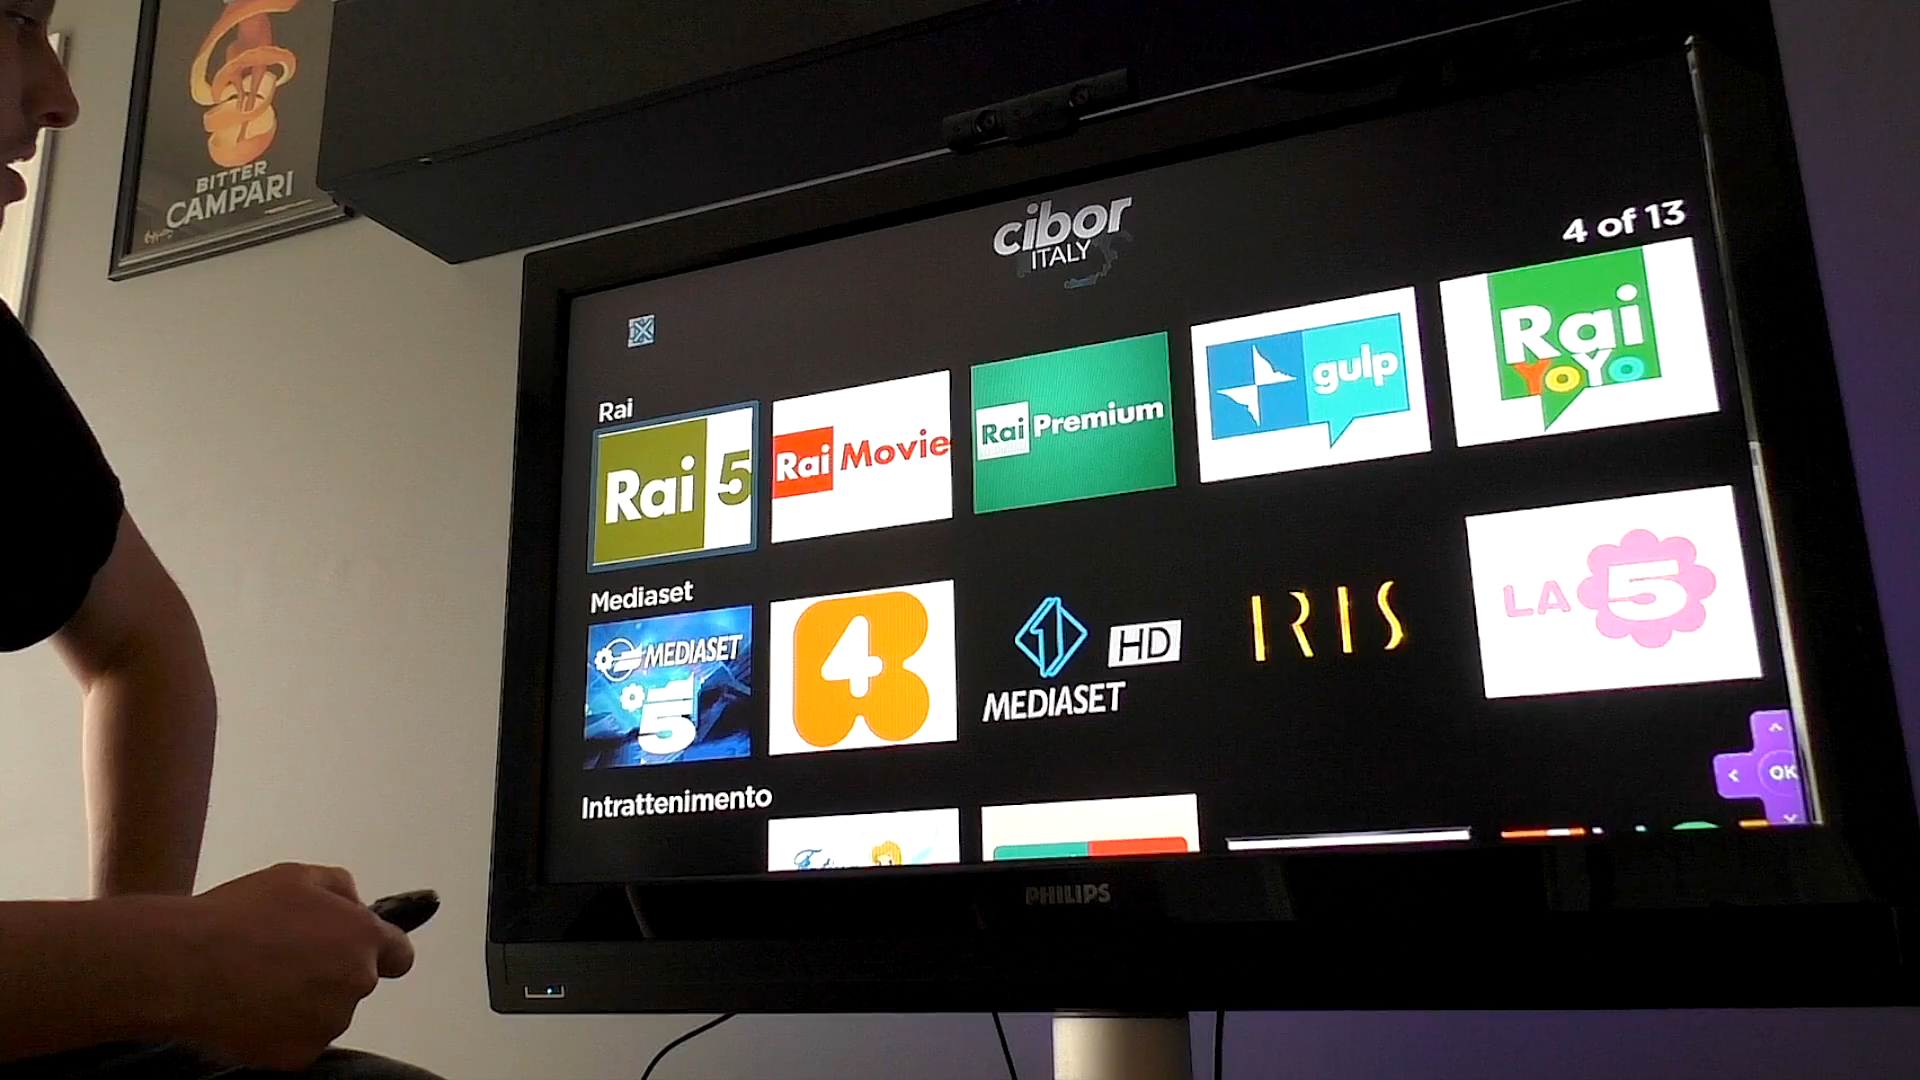 BITTER
CAMPARI
cibor
ITALY
4 of 13
Rai
Rai 5
Rai Movie
Rai Premium
gulp
Rai
YoYo
Mediaset
MEDIASET
5
4
1 HD
MEDIASET
IRIS
LA 5
OK
Intrattenimento
PHILIPS